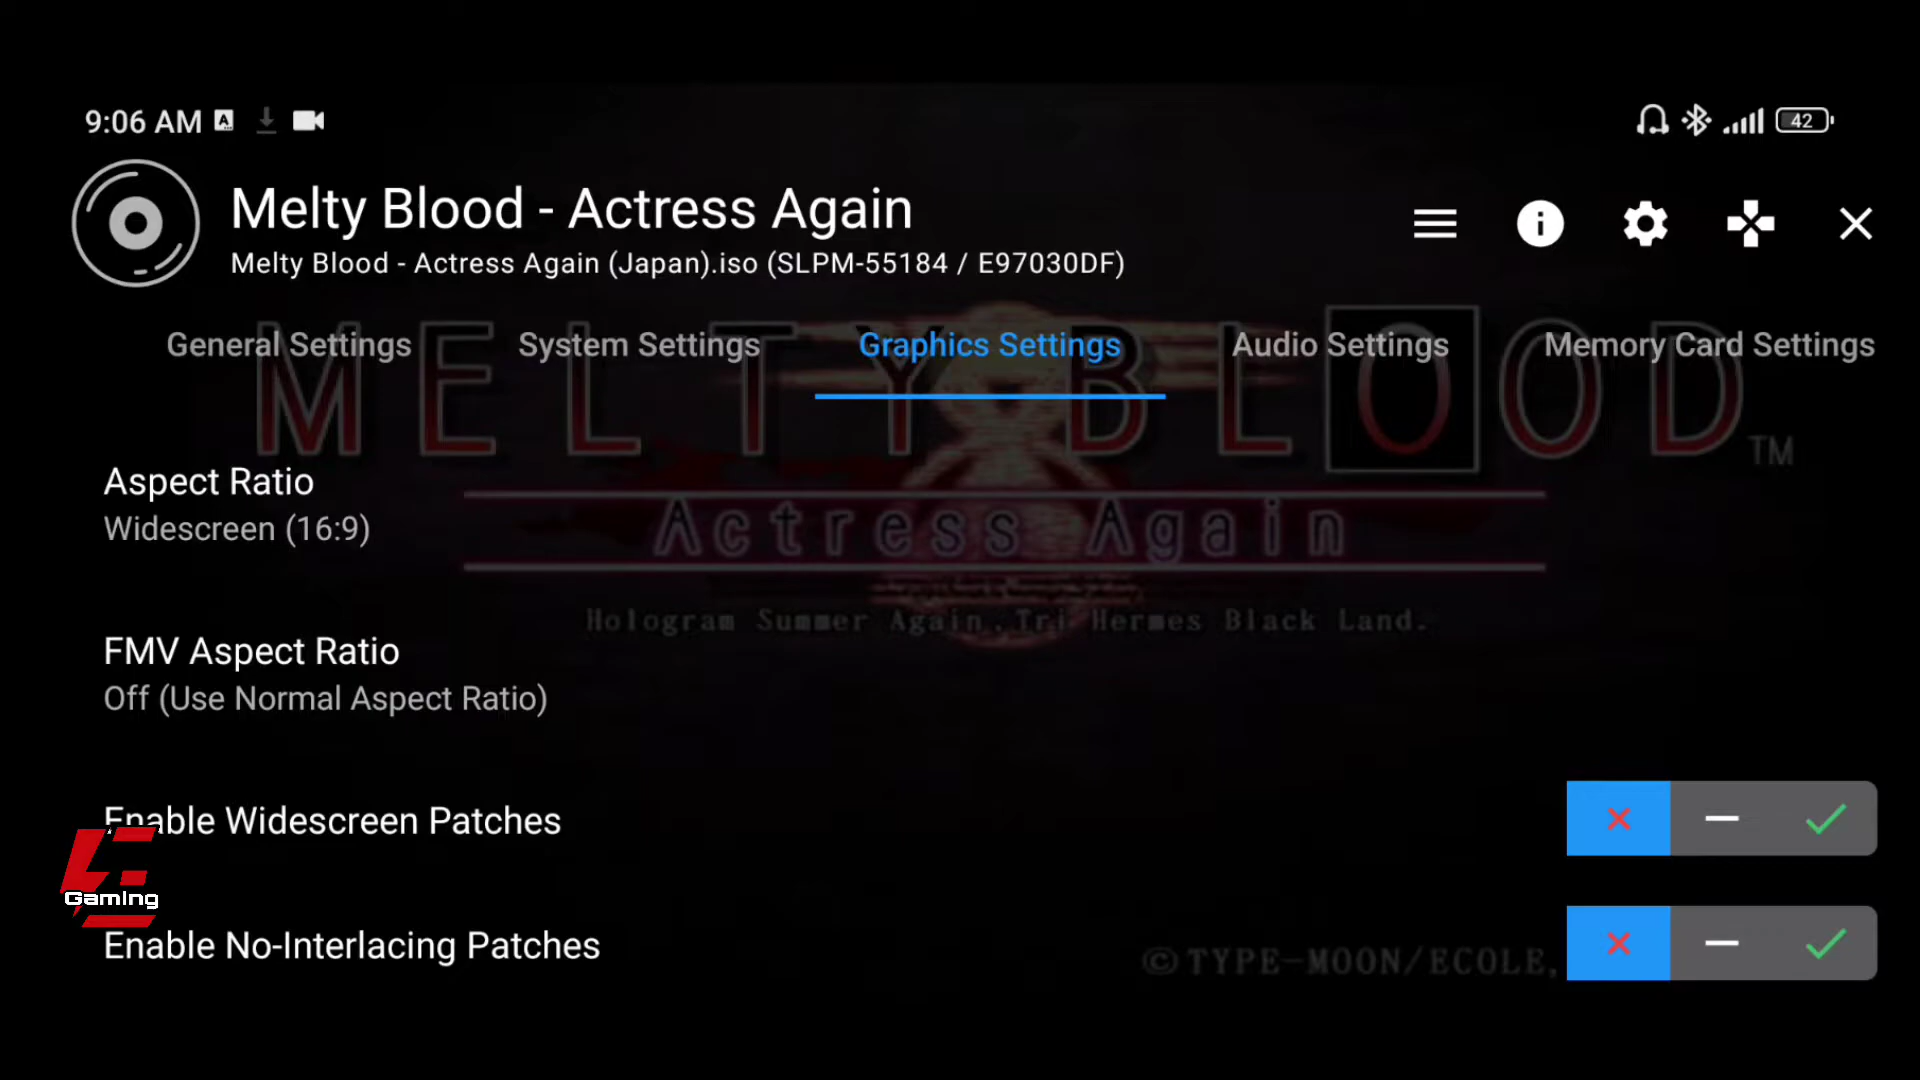 9:06 AM
42
Melty Blood - Actress Again
Melty Blood - Actress Again (Japan).iso (SLPM-55184 / E97030DF)
General Settings System Settings Graphics Settings Audio Settings Memory Card Settings
MELTY BLOOD TM
Aspect Ratio
Widescreen (16:9)
Actress Again
Hologram Summer Again.Tri Hermes Black Land.
FMV Aspect Ratio
Off (Use Normal Aspect Ratio)
Enable Widescreen Patches
Gaming
Enable No-Interlacing Patches
©TYPE-MOON/ECOLE,